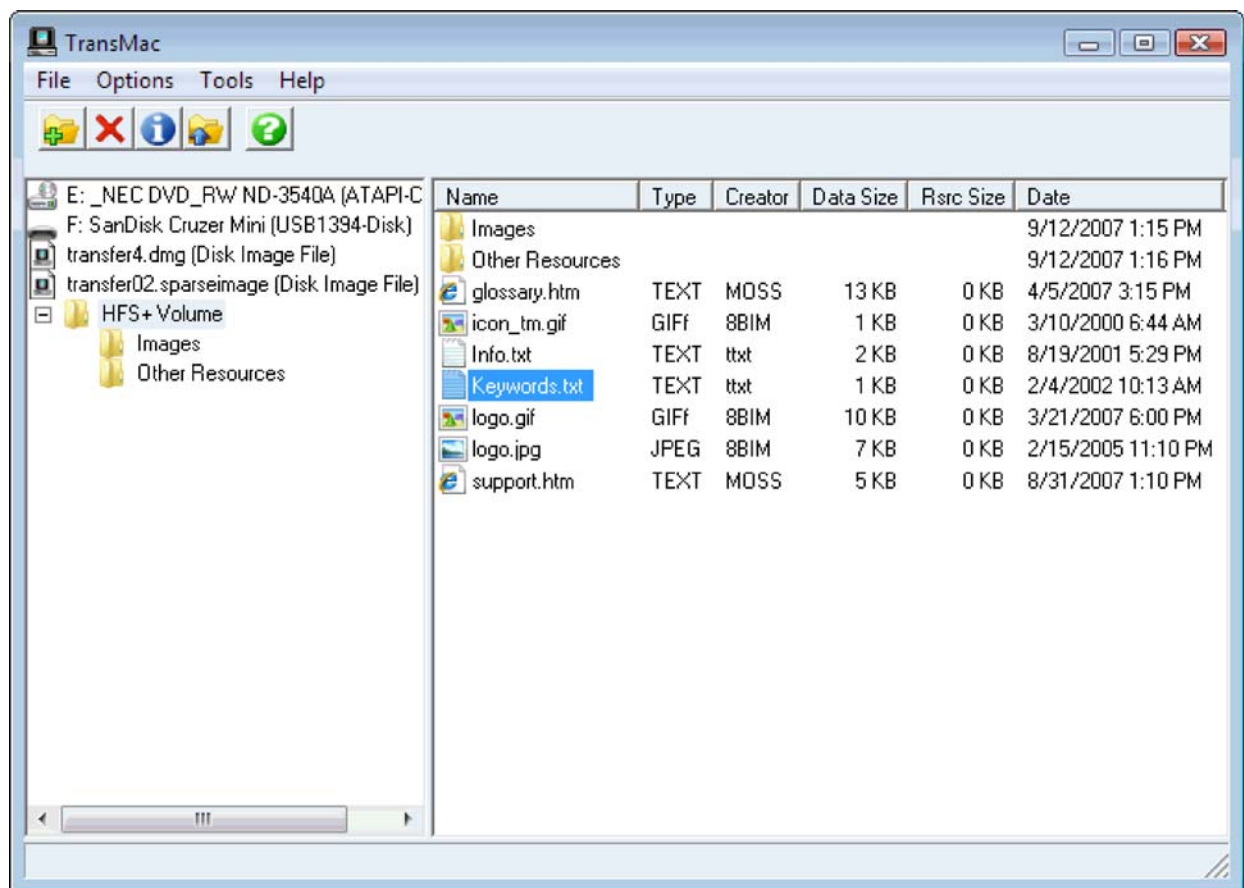 TransMac
File Options Tools Help
E: _NEC DVD_RW ND-3540A (ATAPI-C
F: SanDisk Cruzer Mini (USB1394-Disk)
transfer4.dmg (Disk Image File)
transfer02.sparseimage (Disk Image File)
HFS+ Volume
Images
Other Resources
Name Type Creator Data Size Rsrc Size Date
Images 9/12/2007 1:15 PM
Other Resources 9/12/2007 1:16 PM
glossary.htm TEXT MOSS 13 KB 0 KB 4/5/2007 3:15 PM
icon_tm.gif GIFf 8BIM 1 KB 0 KB 3/10/2000 6:44 AM
Info.txt TEXT ttxt 2 KB 0 KB 8/19/2001 5:29 PM
Keywords.txt TEXT ttxt 1 KB 0 KB 2/4/2002 10:13 AM
logo.gif GIFf 8BIM 10 KB 0 KB 3/21/2007 6:00 PM
logo.jpg JPEG 8BIM 7 KB 0 KB 2/15/2005 11:10 PM
support.htm TEXT MOSS 5 KB 0 KB 8/31/2007 1:10 PM